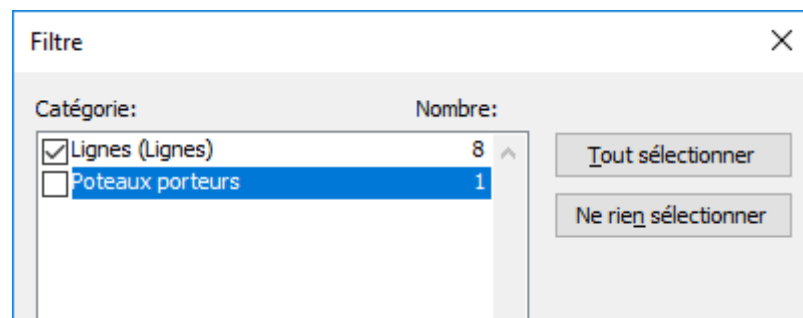 Filtre
Catégorie: Nombre:
Lignes (Lignes) 8
Tout sélectionner
Poteaux porteurs 1
Ne rien sélectionner